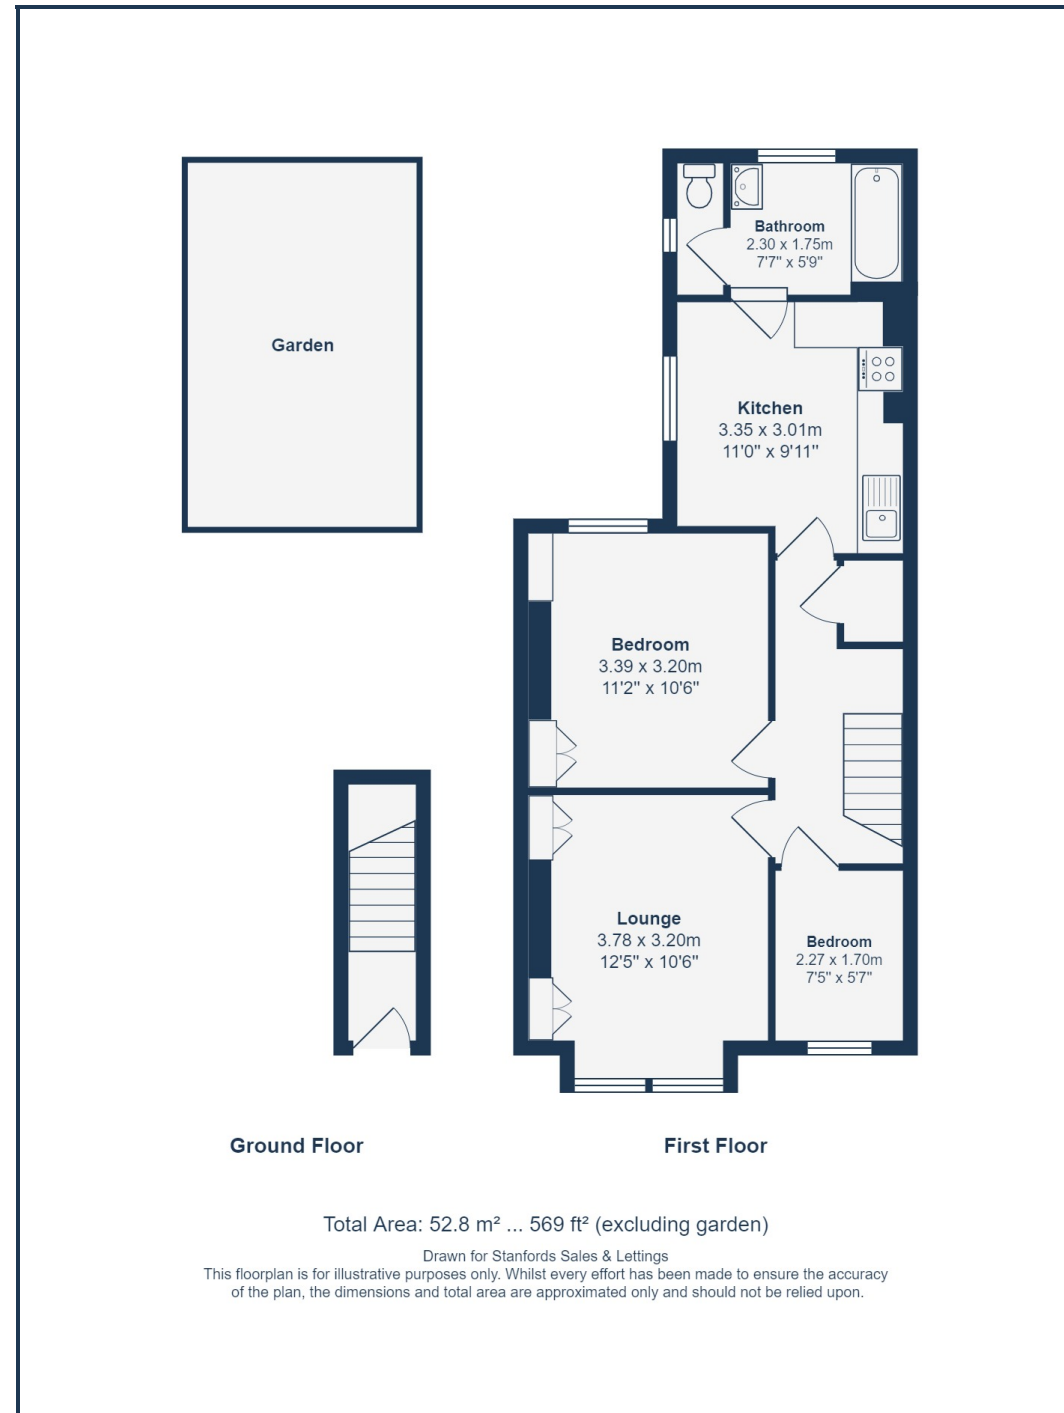 Garden
Bathroom
2.30 x 1.75m
7'7" x 5'9"
Kitchen
3.35 x 3.01m
11'0" x 9'11"
Bedroom
3.39 x 3.20m
11'2" x 10'6"
Lounge
3.78 x 3.20m
12'5" x 10'6"
Bedroom
2.27 x 1.70m
7'5" x 5'7"
Ground Floor
First Floor
Total Area: 52.8 m² ... 569 ft² (excluding garden)
Drawn for Stanfords Sales & Lettings
This floorplan is for illustrative purposes only. Whilst every effort has been made to ensure the accuracy
of the plan, the dimensions and total area are approximated only and should not be relied upon.